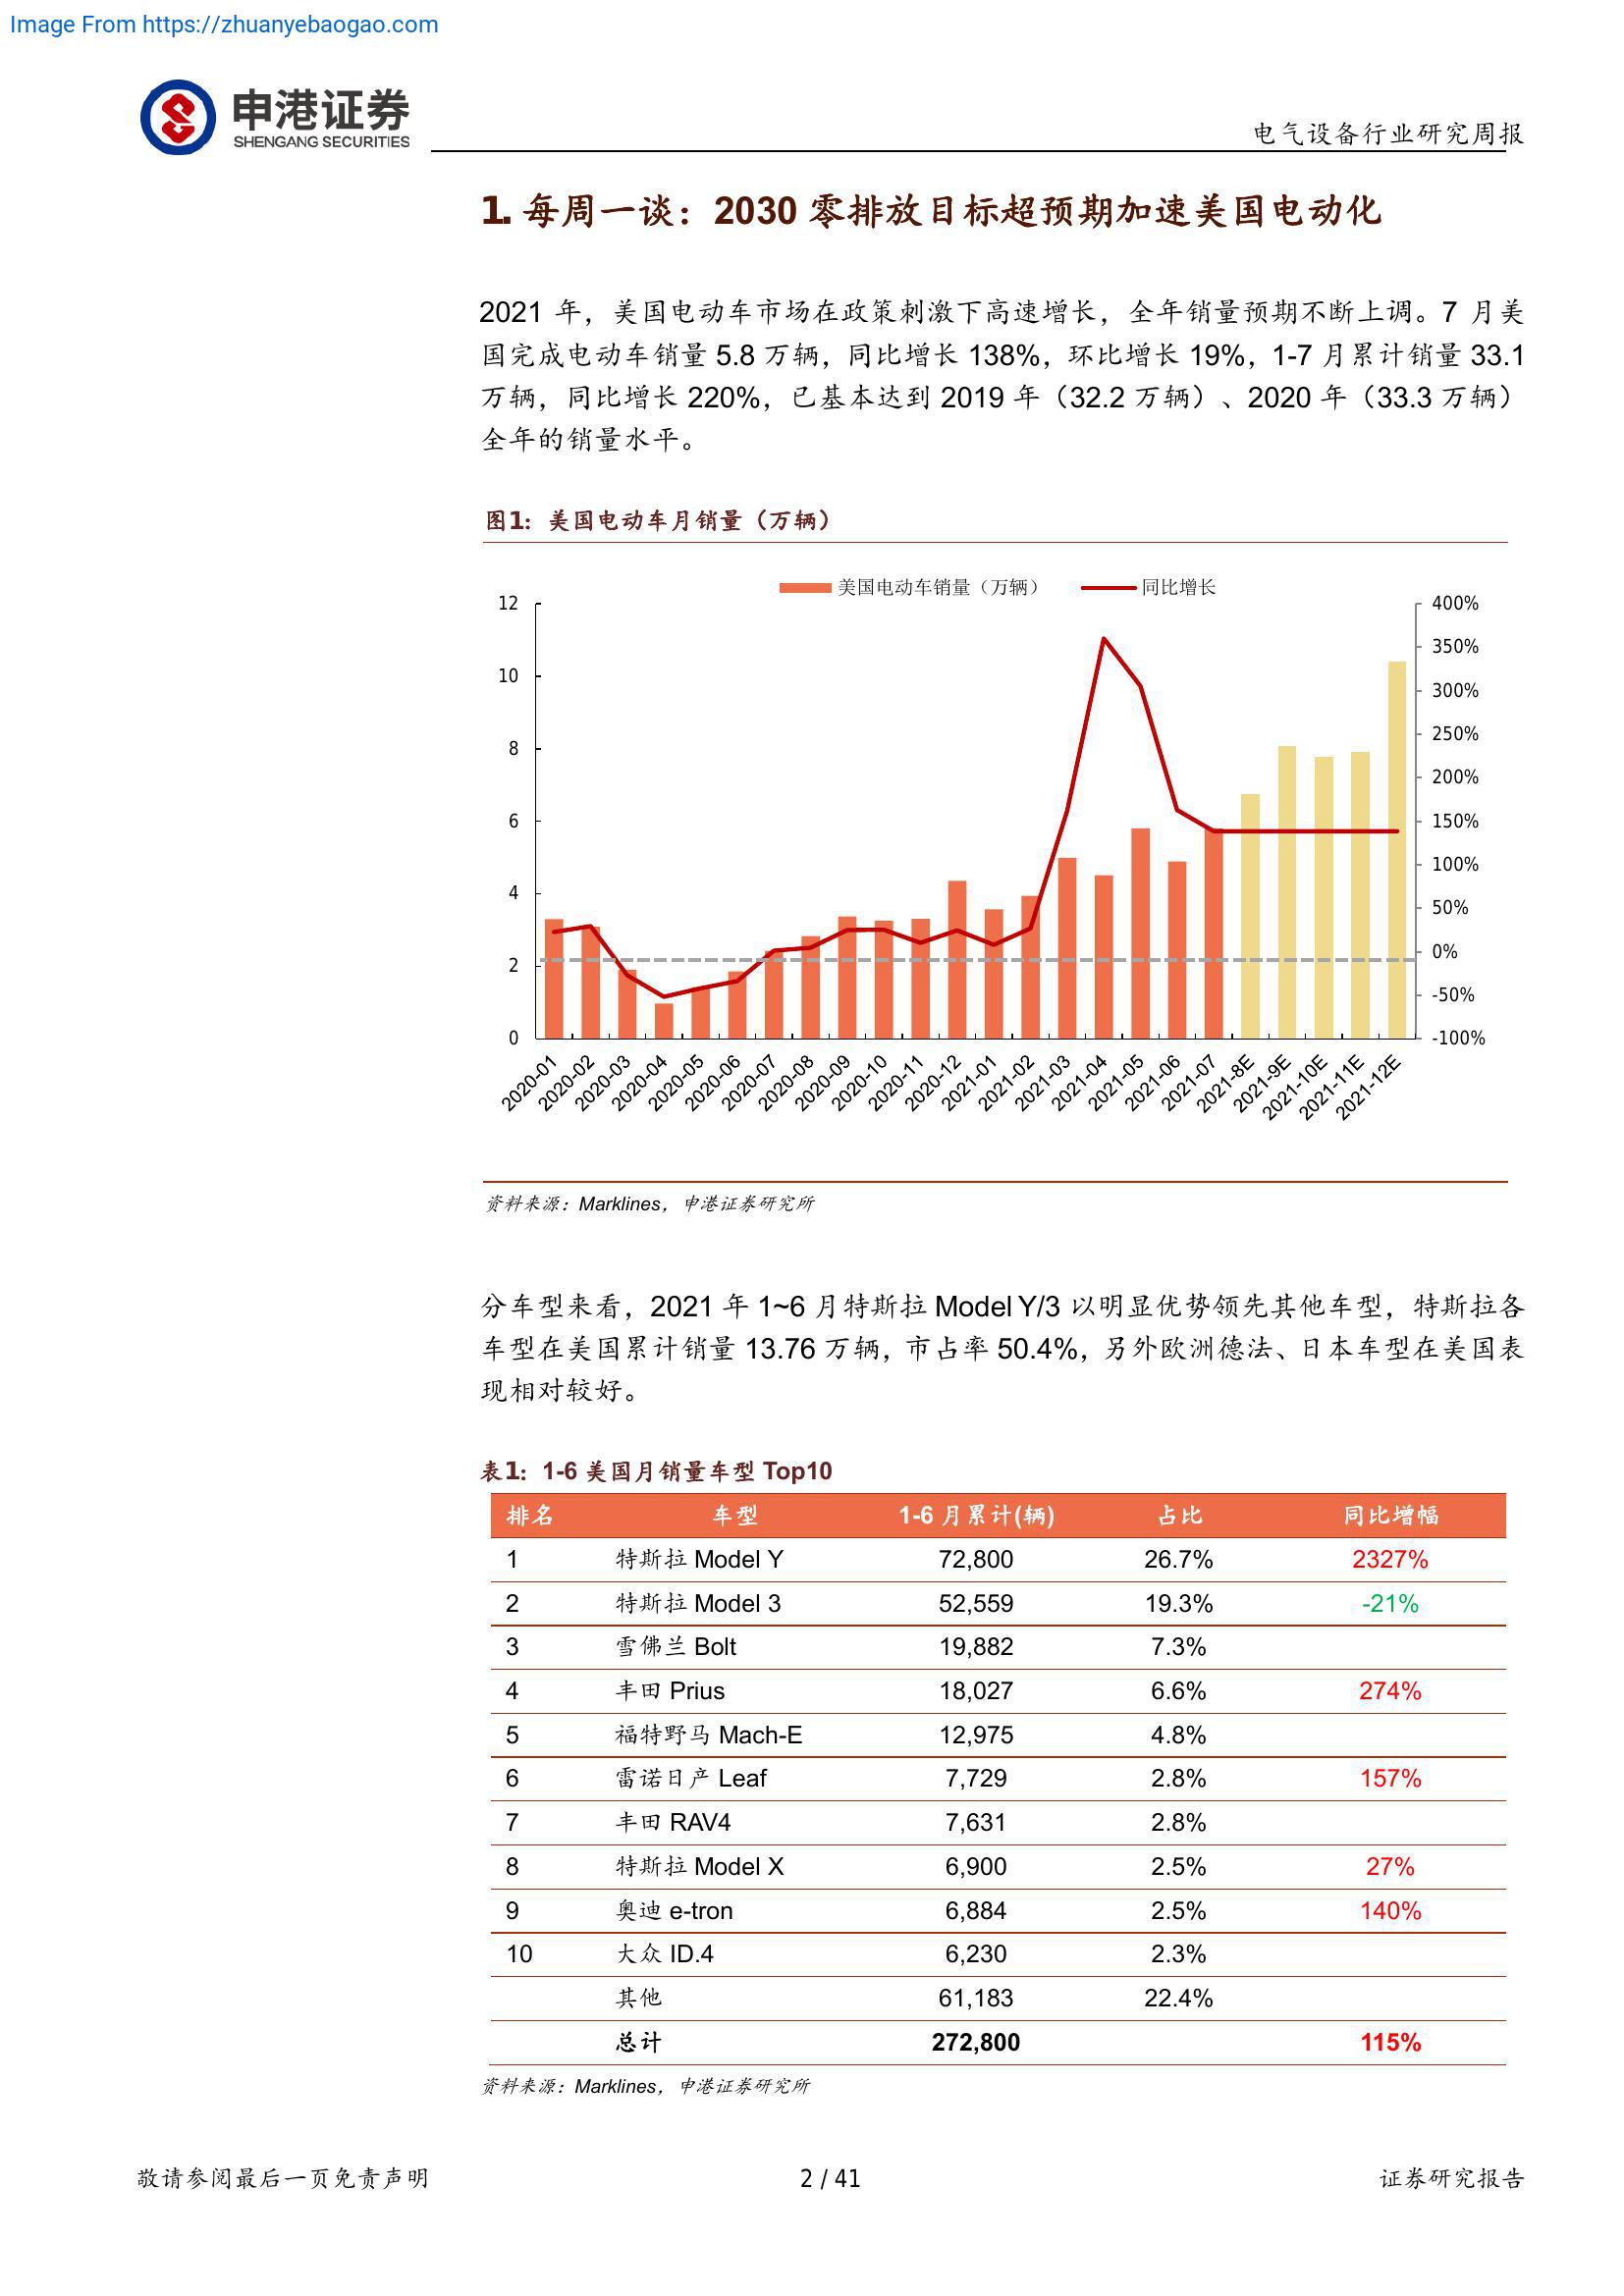 Image From https://zhuanyebaogao.com
申港证券
SHENGANG SECURITIES
电气设备行业研究周报
1. 每周一谈：2030 零排放目标超预期加速美国电动化
2021 年，美国电动车市场在政策刺激下高速增长，全年销量预期不断上调。7 月美
国完成电动车销量 5.8 万辆，同比增长 138%，环比增长 19%，1-7 月累计销量 33.1
万辆，同比增长 220%，已基本达到 2019 年（32.2 万辆）、2020 年（33.3 万辆）
全年的销量水平。
图1：美国电动车月销量（万辆）
美国电动车销量（万辆） 同比增长
12 400%
350%
10 300%
250%
8 200%
6 150%
100%
4 50%
0%
2 -50%
0 -100%
2020-01 2020-02 2020-03 2020-04 2020-05 2020-06 2020-07 2020-08 2020-09 2020-10 2020-11 2020-12 2021-01 2021-02 2021-03 2021-04 2021-05 2021-06 2021-07 2021-8E 2021-9E 2021-10E 2021-11E 2021-12E
资料来源：Marklines，申港证券研究所
分车型来看，2021 年 1~6 月特斯拉 Model Y/3 以明显优势领先其他车型，特斯拉各
车型在美国累计销量 13.76 万辆，市占率 50.4%，另外欧洲德法、日本车型在美国表
现相对较好。
表1：1-6 美国月销量车型 Top10
排名 车型 1-6 月累计(辆) 占比 同比增幅
1 特斯拉 Model Y 72,800 26.7% 2327%
2 特斯拉 Model 3 52,559 19.3% -21%
3 雪佛兰 Bolt 19,882 7.3%
4 丰田 Prius 18,027 6.6% 274%
5 福特野马 Mach-E 12,975 4.8%
6 雷诺日产 Leaf 7,729 2.8% 157%
7 丰田 RAV4 7,631 2.8%
8 特斯拉 Model X 6,900 2.5% 27%
9 奥迪 e-tron 6,884 2.5% 140%
10 大众 ID.4 6,230 2.3%
其他 61,183 22.4%
总计 272,800 115%
资料来源：Marklines，申港证券研究所
敬请参阅最后一页免责声明 2 / 41 证券研究报告